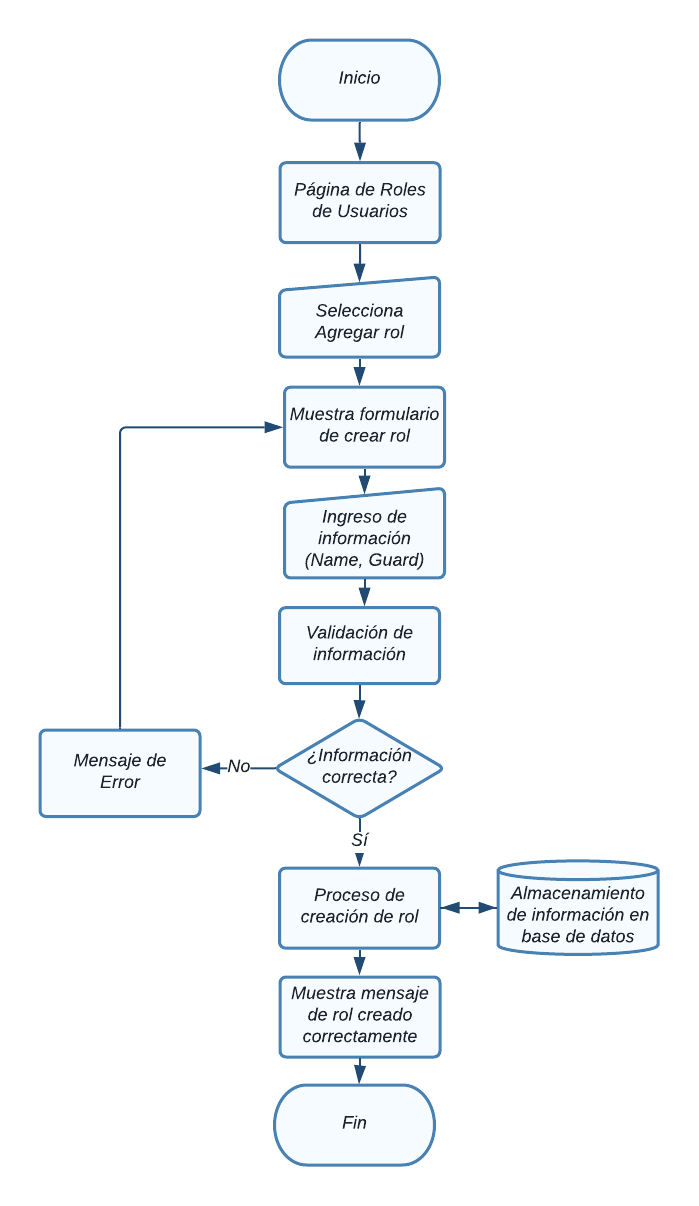 Inicio
Página de Roles
de Usuarios
Selecciona
Agregar rol
Muestra formulario
de crear rol
Ingreso de
información
(Name, Guard)
Validación de
información
¿Información
correcta?
No
Mensaje de
Error
Sí
Proceso de
creación de rol
Almacenamiento
de información en
base de datos
Muestra mensaje
de rol creado
correctamente
Fin